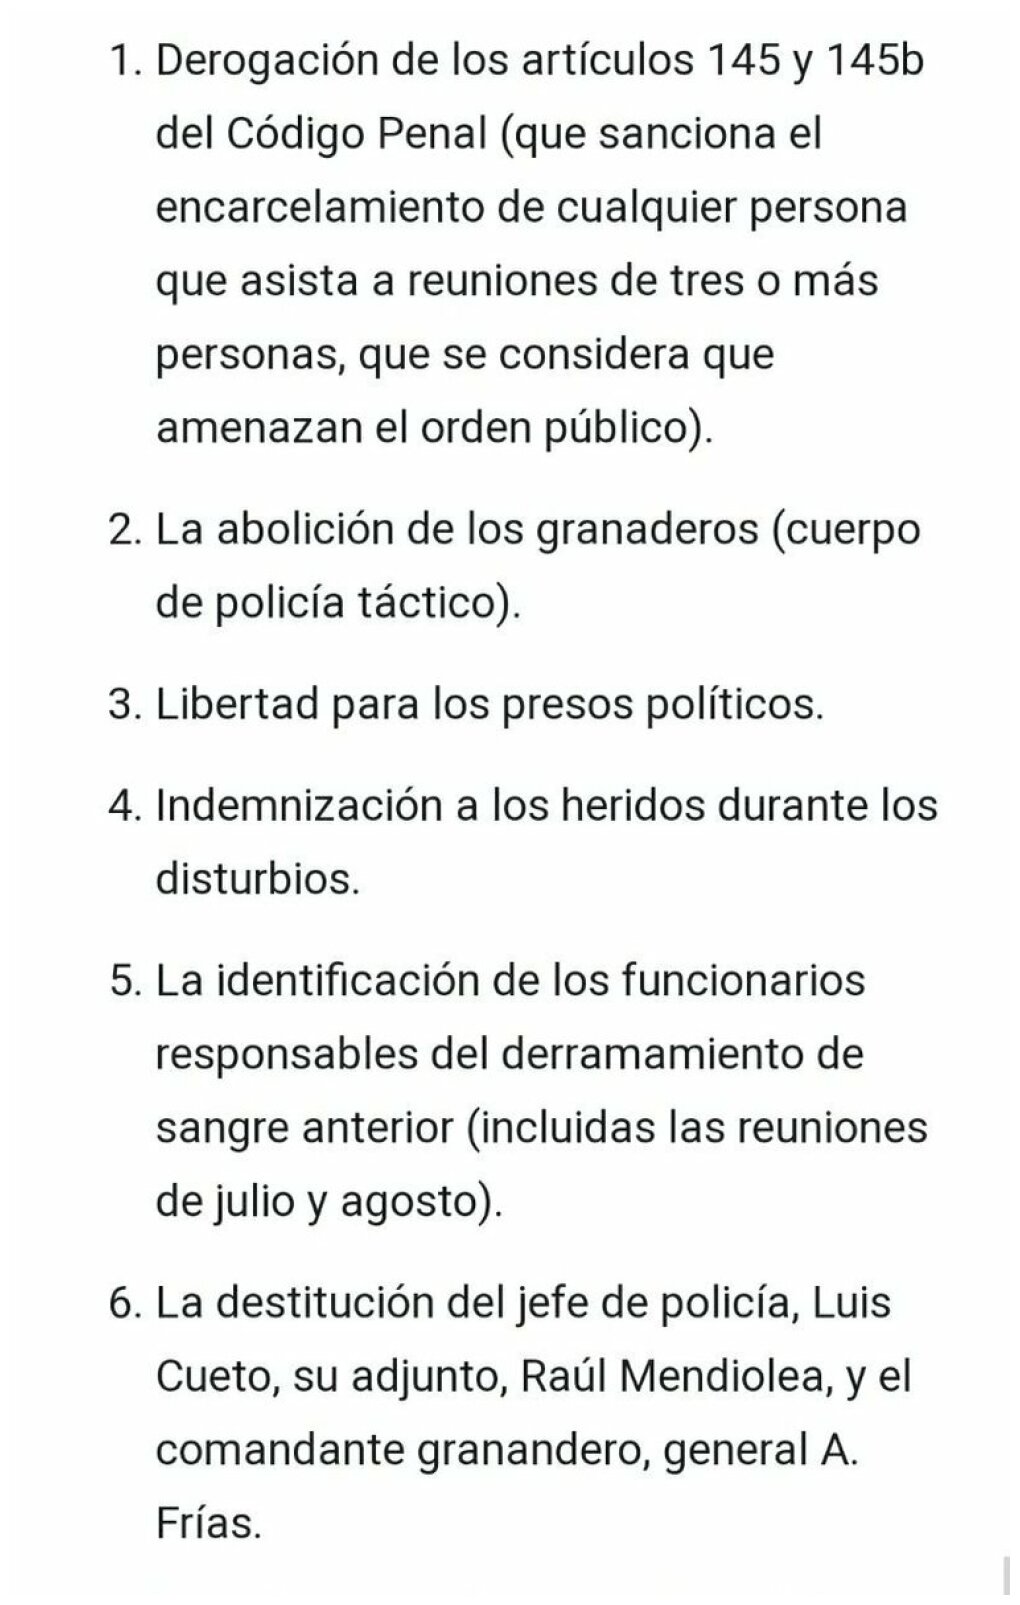 1. Derogación de los artículos 145 y 145b
del Código Penal (que sanciona el
encarcelamiento de cualquier persona
que asista a reuniones de tres o más
personas, que se considera que
amenazan el orden público).
2. La abolición de los granaderos (cuerpo
de policía táctico).
3. Libertad para los presos políticos.
4. Indemnización a los heridos durante los
disturbios.
5. La identificación de los funcionarios
responsables del derramamiento de
sangre anterior (incluidas las reuniones
de julio y agosto).
6. La destitución del jefe de policía, Luis
Cueto, su adjunto, Raúl Mendiolea, y el
comandante granandero, general A.
Frías.